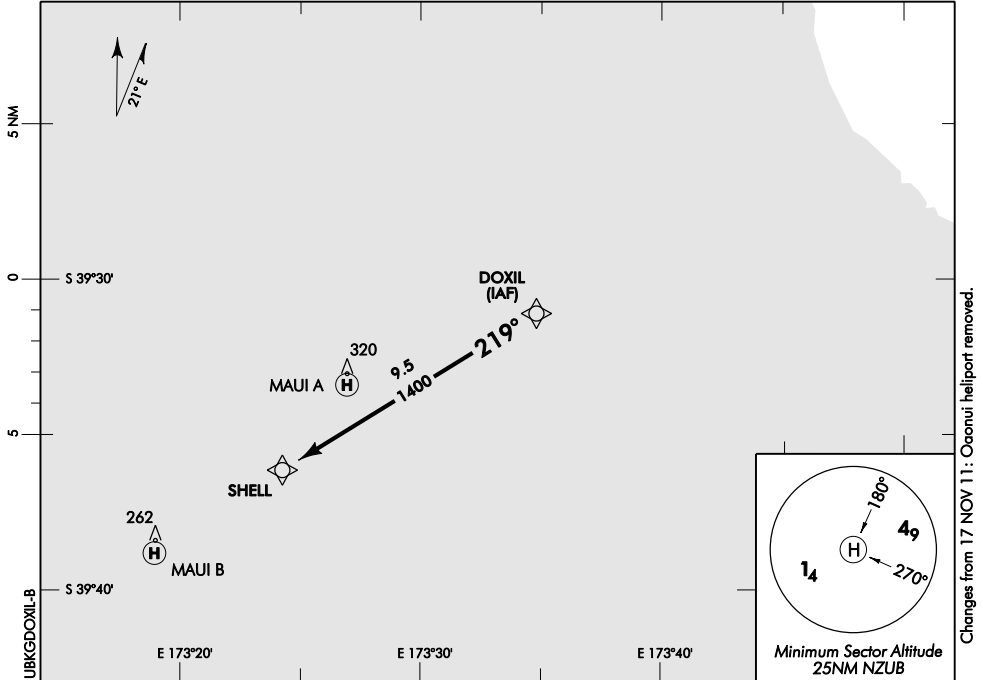 21° E
5 NM
0
5
S 39°30'
S 39°40'
DOXIL
(IAF)
219°
9.5
1400
320
MAUI A
H
SHELL
262
H
MAUI B
E 173°20'
E 173°30'
E 173°40'
UBKGDOXIL-B
180°
49
H
14
270°
Minimum Sector Altitude
25NM NZUB
Changes from 17 NOV 11: Oaonui heliport removed.